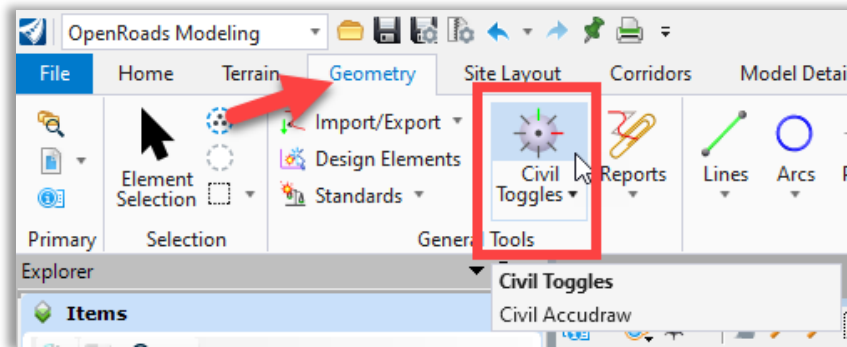 OpenRoads Modeling
File Home Terrain Geometry Site Layout Corridors Model Detai
Import/Export
Design Elements
Standards
Element
Selection
Civil
Toggles
Reports
Lines
Arcs
Primary Selection General Tools
Explorer
Items
Civil Toggles
Civil Accudraw